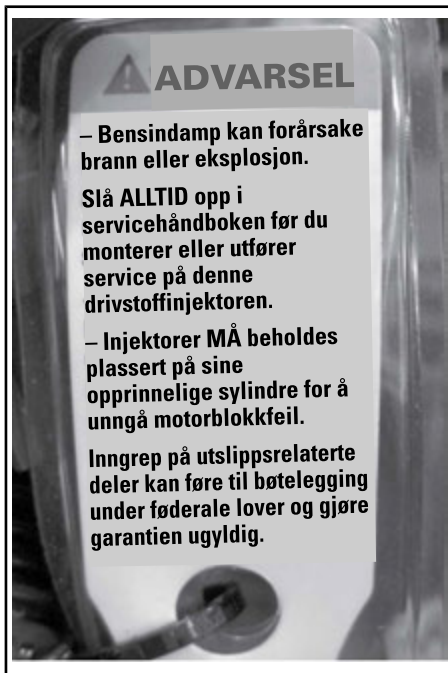 ADVARSEL
– Bensindamp kan forårsake
brann eller eksplosjon.
Slå ALLTID opp i
servicehåndboken før du
monterer eller utfører
service på denne
drivstoffinjektoren.
– Injektorer MÅ beholdes
plassert på sine
opprinnelige sylindre for å
unngå motorblokkfeil.
Inngrep på utslippsrelaterte
deler kan føre til bøtelegging
under føderale lover og gjøre
garantien ugyldig.